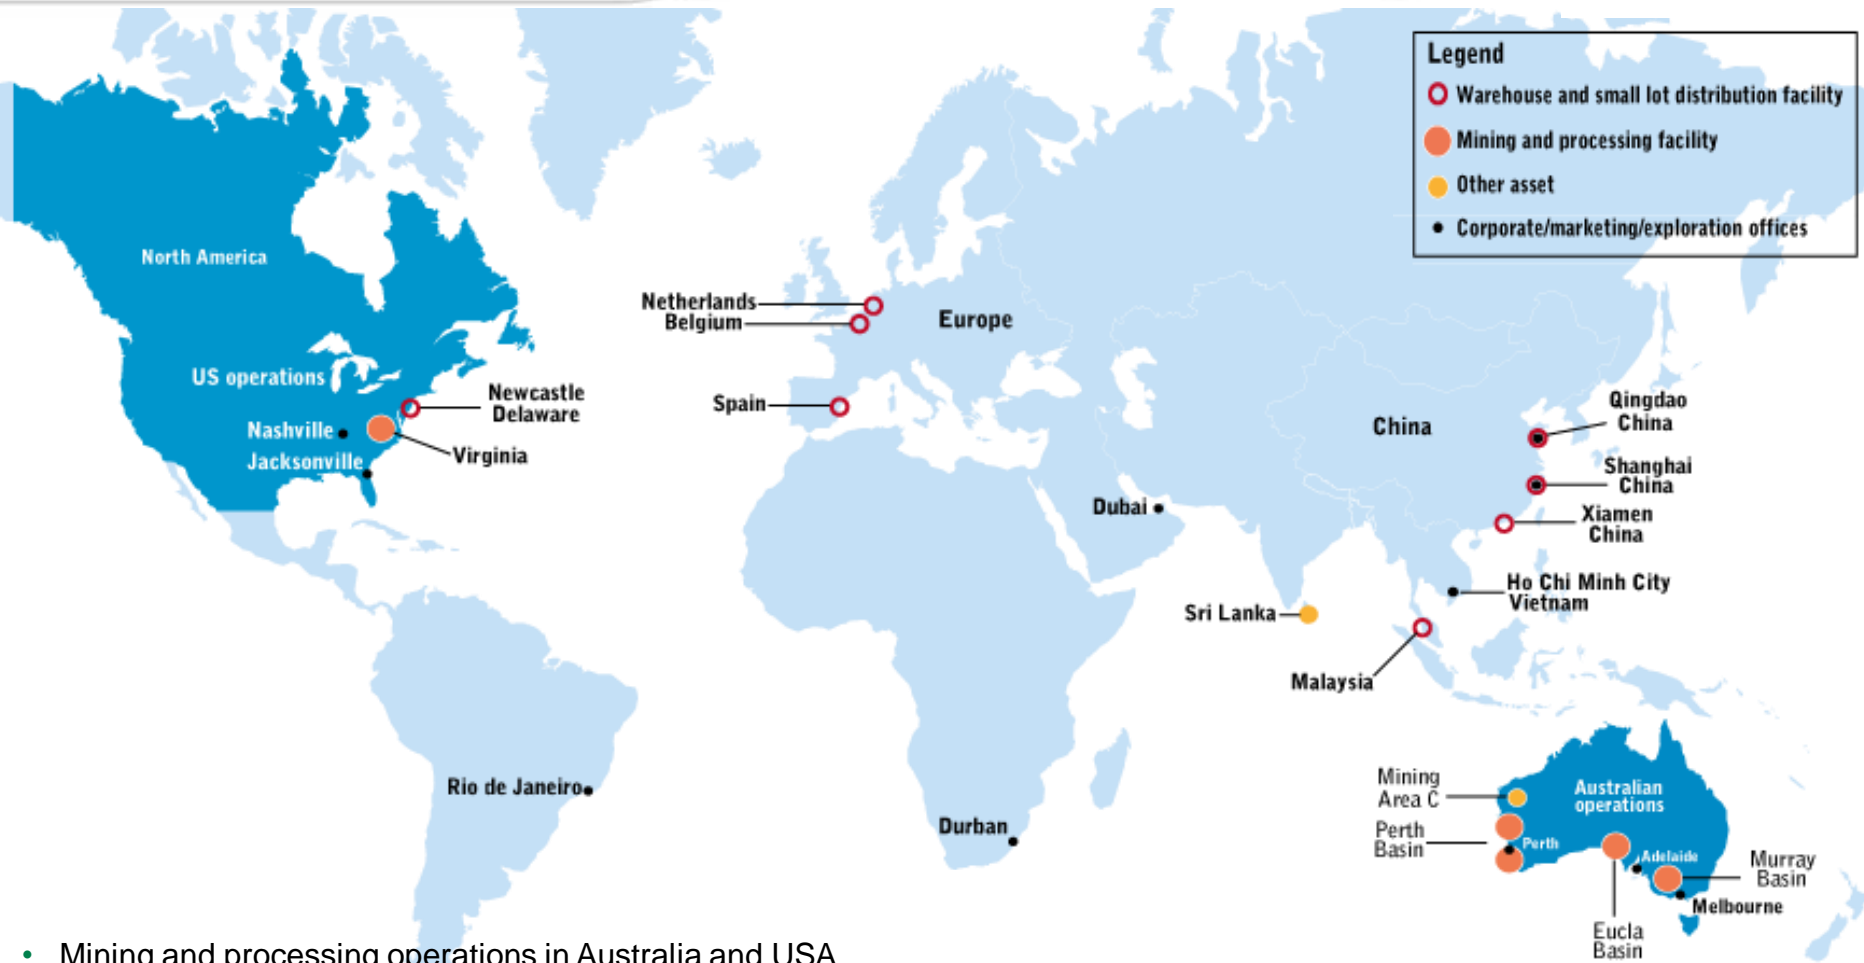 Legend
Warehouse and small lot distribution facility
Mining and processing facility
Other asset
Corporate/marketing/exploration offices
North America
US operations
Newcastle
Delaware
Nashville
Virginia
Jacksonville
Netherlands
Belgium
Europe
Spain
China
Qingdao
China
Shanghai
China
Xiamen
China
Dubai
Ho Chi Minh City
Vietnam
Sri Lanka
Malaysia
Rio de Janeiro
Durban
Mining
Area C
Australian
operations
Perth
Basin
Perth
Adelaide
Murray
Basin
Melbourne
Eucla
Basin
• Mining and processing operations in Australia and USA